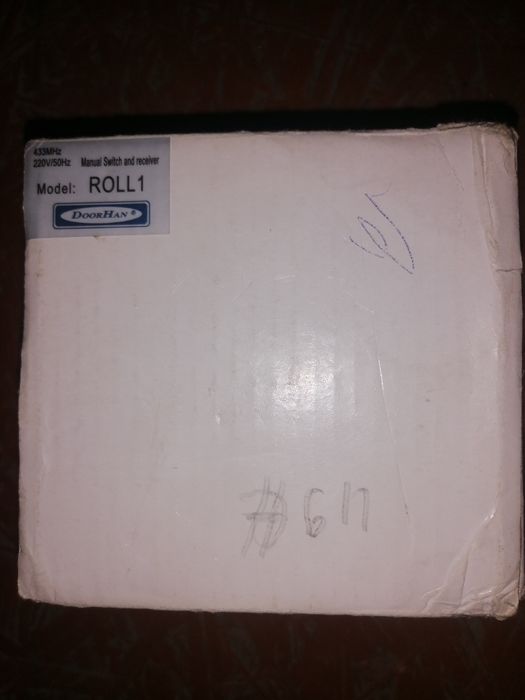 433MHz
220V/50Hz Manual Switch and receiver
Model: ROLL1
DOORHAN ®